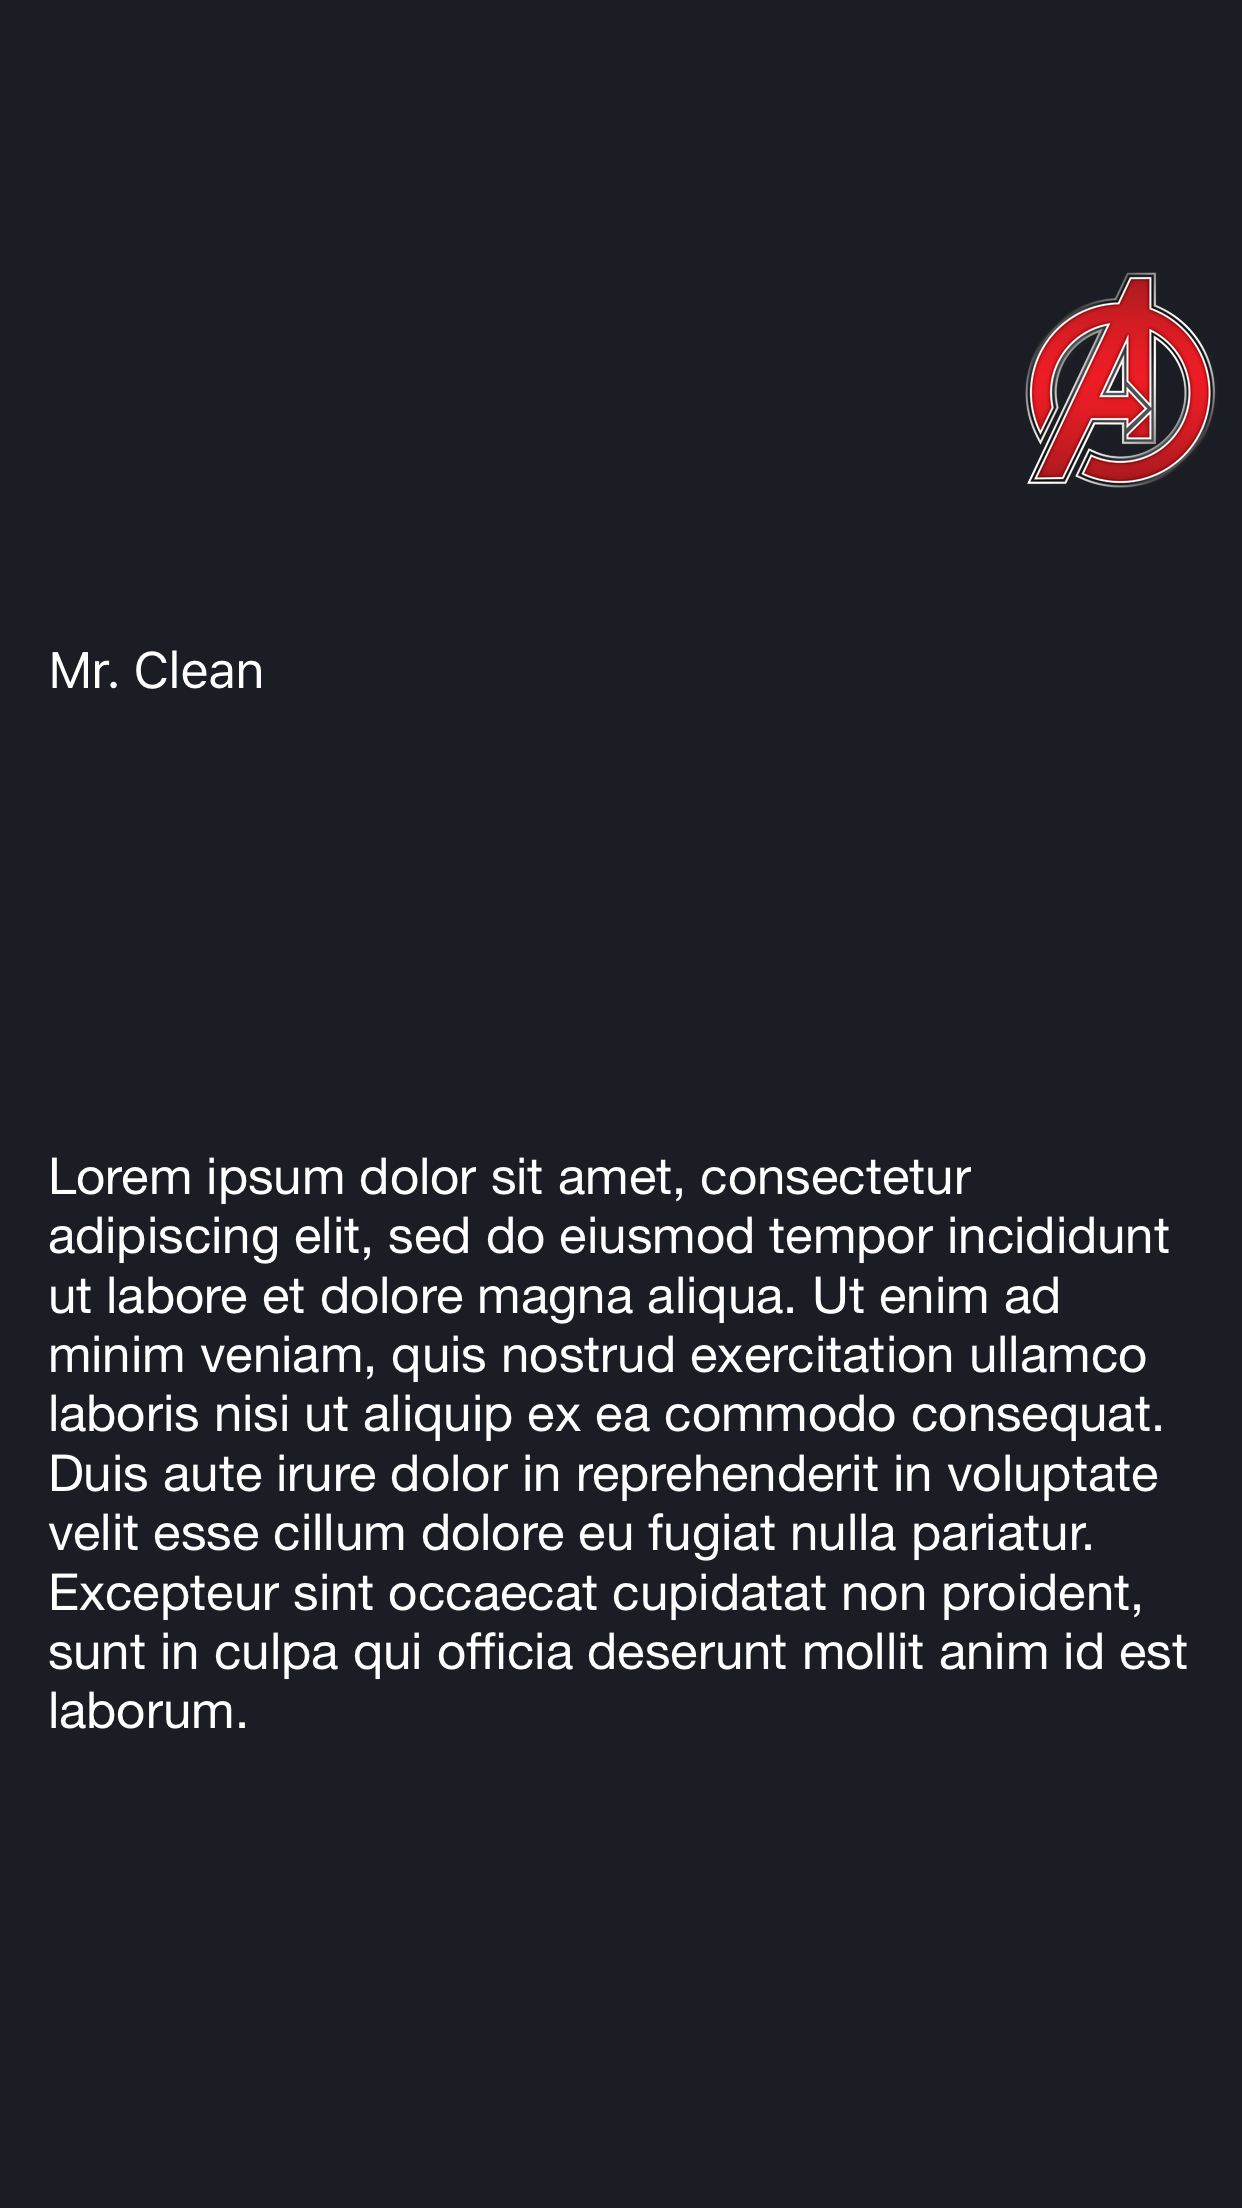 Mr. Clean
Lorem ipsum dolor sit amet, consectetur
adipiscing elit, sed do eiusmod tempor incididunt
ut labore et dolore magna aliqua. Ut enim ad
minim veniam, quis nostrud exercitation ullamco
laboris nisi ut aliquip ex ea commodo consequat.
Duis aute irure dolor in reprehenderit in voluptate
velit esse cillum dolore eu fugiat nulla pariatur.
Excepteur sint occaecat cupidatat non proident,
sunt in culpa qui officia deserunt mollit anim id est
laborum.